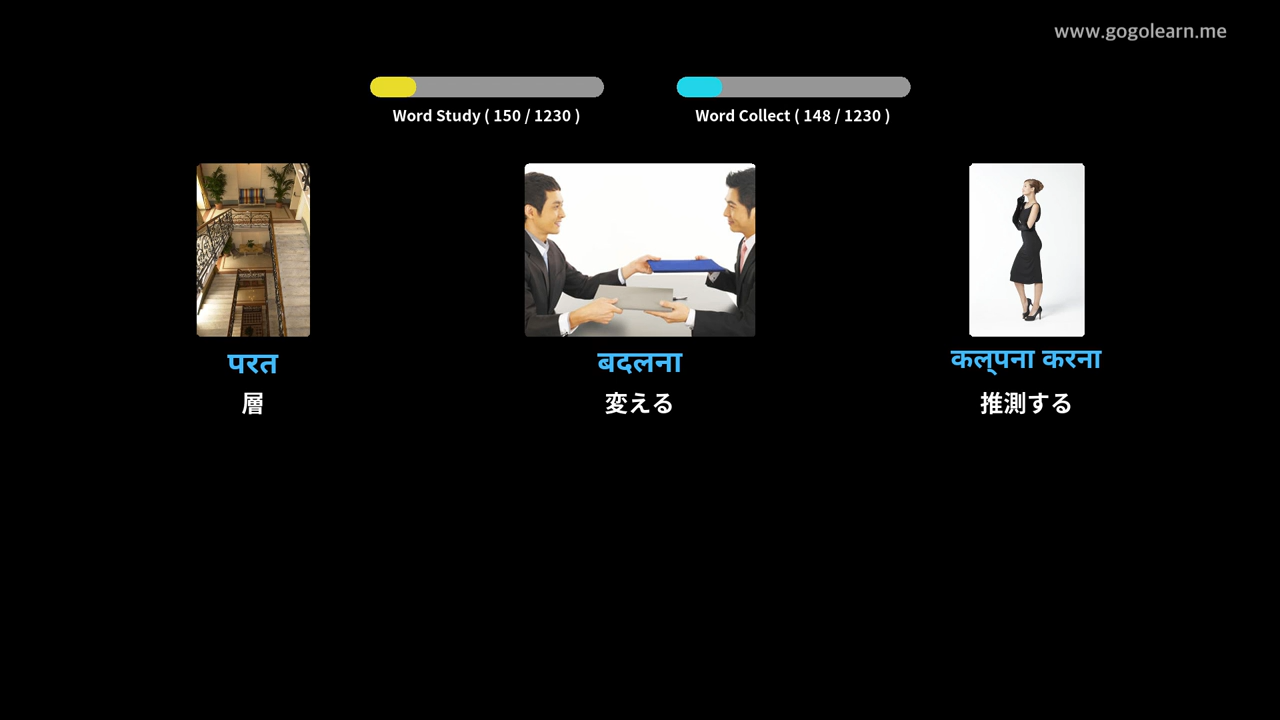 www.gogolearn.me
Word Study ( 150 / 1230 )
Word Collect ( 148 / 1230 )
परत
बदलना
कल्पना करना
層
変える
推測する